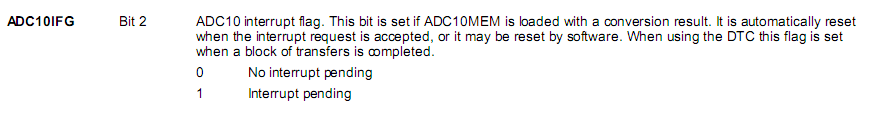 ADC10IFG Bit 2 ADC10 interrupt flag. This bit is set if ADC10MEM is loaded with a conversion result. It is automatically reset
when the interrupt request is accepted, or it may be reset by software. When using the DTC this flag is set
when a block of transfers is completed.
0 No interrupt pending
1 Interrupt pending